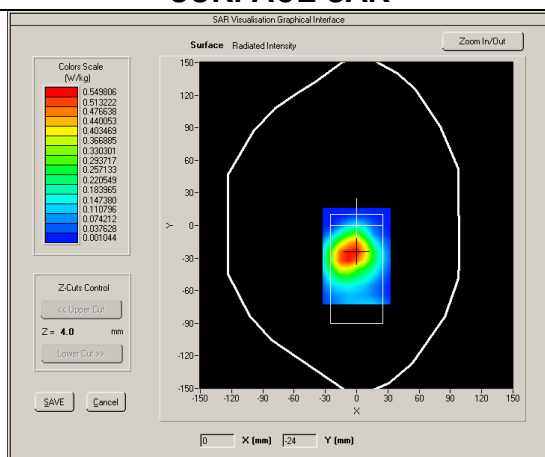 SURFACE SAR
SAR Visualisation Graphical Interface
Surface Radiated Intensity
Zoom In/Out
Colors Scale
(W/kg)
0.549806
0.513222
0.476638
0.440053
0.403469
0.366885
0.330301
0.293717
0.257133
0.220549
0.183965
0.147380
0.110796
0.074212
0.037628
0.001044
150-
120-
90-
60-
30-
Y
0-
-30-
-60-
-90-
-120-
-150-
-150 -120 -90 -60 -30 0 30 60 90 120 150
X
Z-Cuts Control
<< Upper Cut
Z = 4.0 mm
Lower Cut >>
SAVE Cancel
0 X (mm) -24 Y (mm)